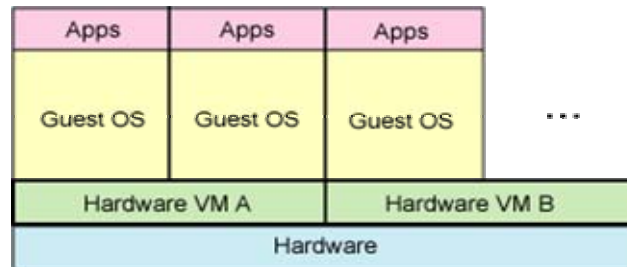 Apps Apps Apps
Guest OS Guest OS Guest OS ...
Hardware VM A Hardware VM B
Hardware